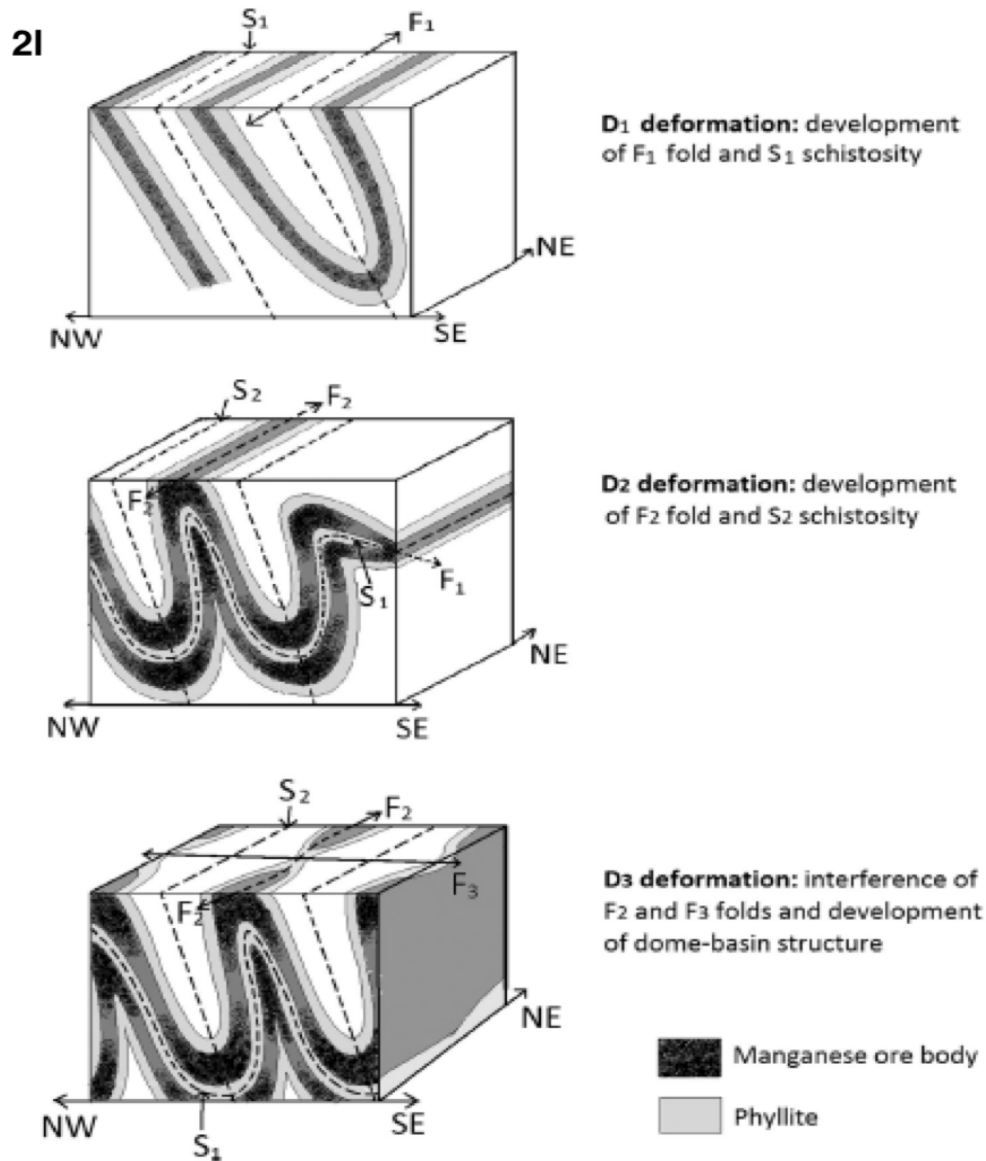 2l
S1
F1
D1 deformation: development
of F1 fold and S1 schistosity
NE
NW
SE
S2
F2
F2
D2 deformation: development
of F2 fold and S2 schistosity
S1
F1
NE
NW
SE
S2
F2
F3
F2
D3 deformation: interference of
F2 and F3 folds and development
of dome-basin structure
NE
NW
SE
S1
Manganese ore body
Phyllite